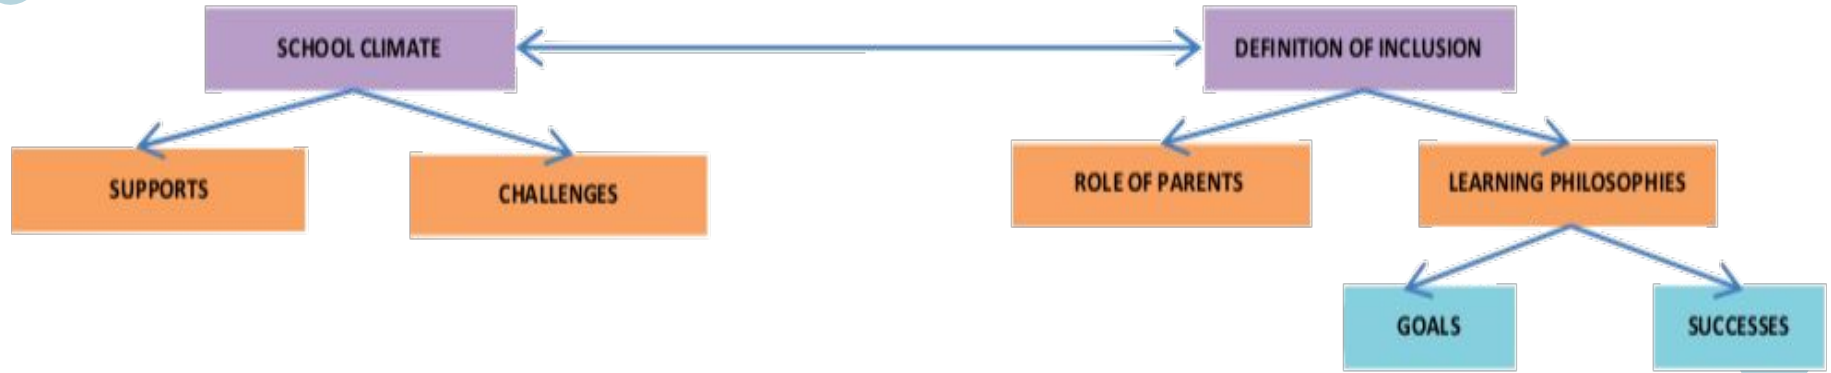 SCHOOL CLIMATE
DEFINITION OF INCLUSION
SUPPORTS
CHALLENGES
ROLE OF PARENTS
LEARNING PHILOSOPHIES
GOALS
SUCCESSES